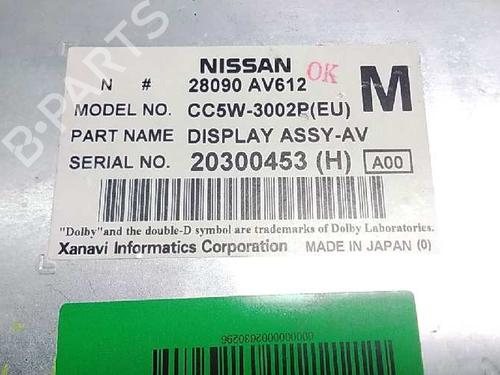 NISSAN
OK
N # 28090 AV612
M
MODEL NO. CC5W-3002P(EU)
PART NAME DISPLAY ASSY-AV
SERIAL NO. 20300453 (H) A00
"Dolby"and the double-D symbol are trademarks of Dolby Laboratories.
Xanavi Informatics Corporation MADE IN JAPAN (0)
B-Parts